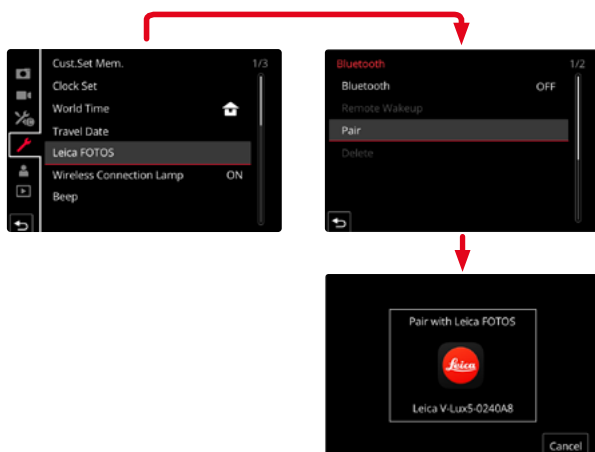 Cust.Set Mem. 1/3
Clock Set
World Time
Travel Date
Leica FOTOS
Wireless Connection Lamp ON
Beep
Bluetooth 1/2
Bluetooth OFF
Remote Wakeup
Pair
Delete
Pair with Leica FOTOS
Leica
Leica V-Lux5-0240A8
Cancel